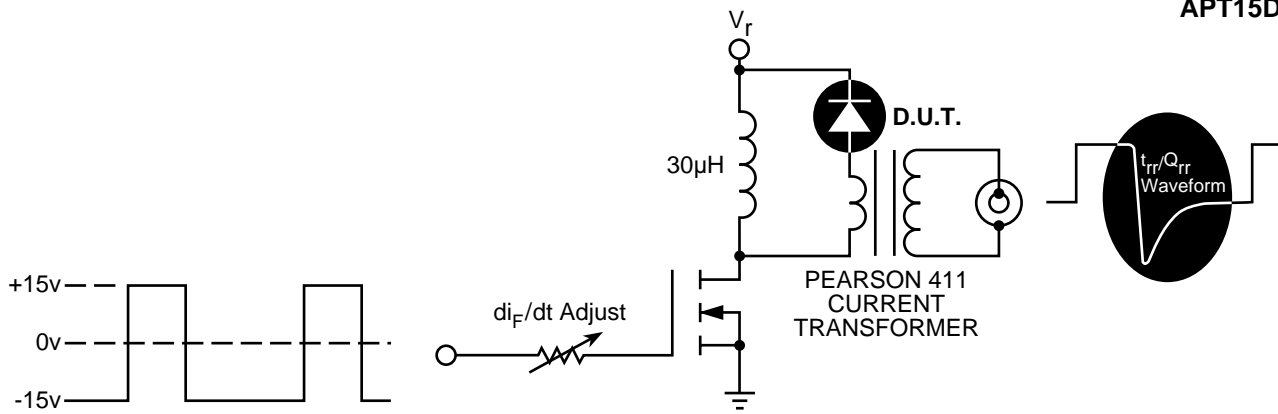 APT15D
Vr
D.U.T.
30µH
trr/Qrr
Waveform
PEARSON 411
CURRENT
TRANSFORMER
+15v
diF/dt Adjust
0v
-15v